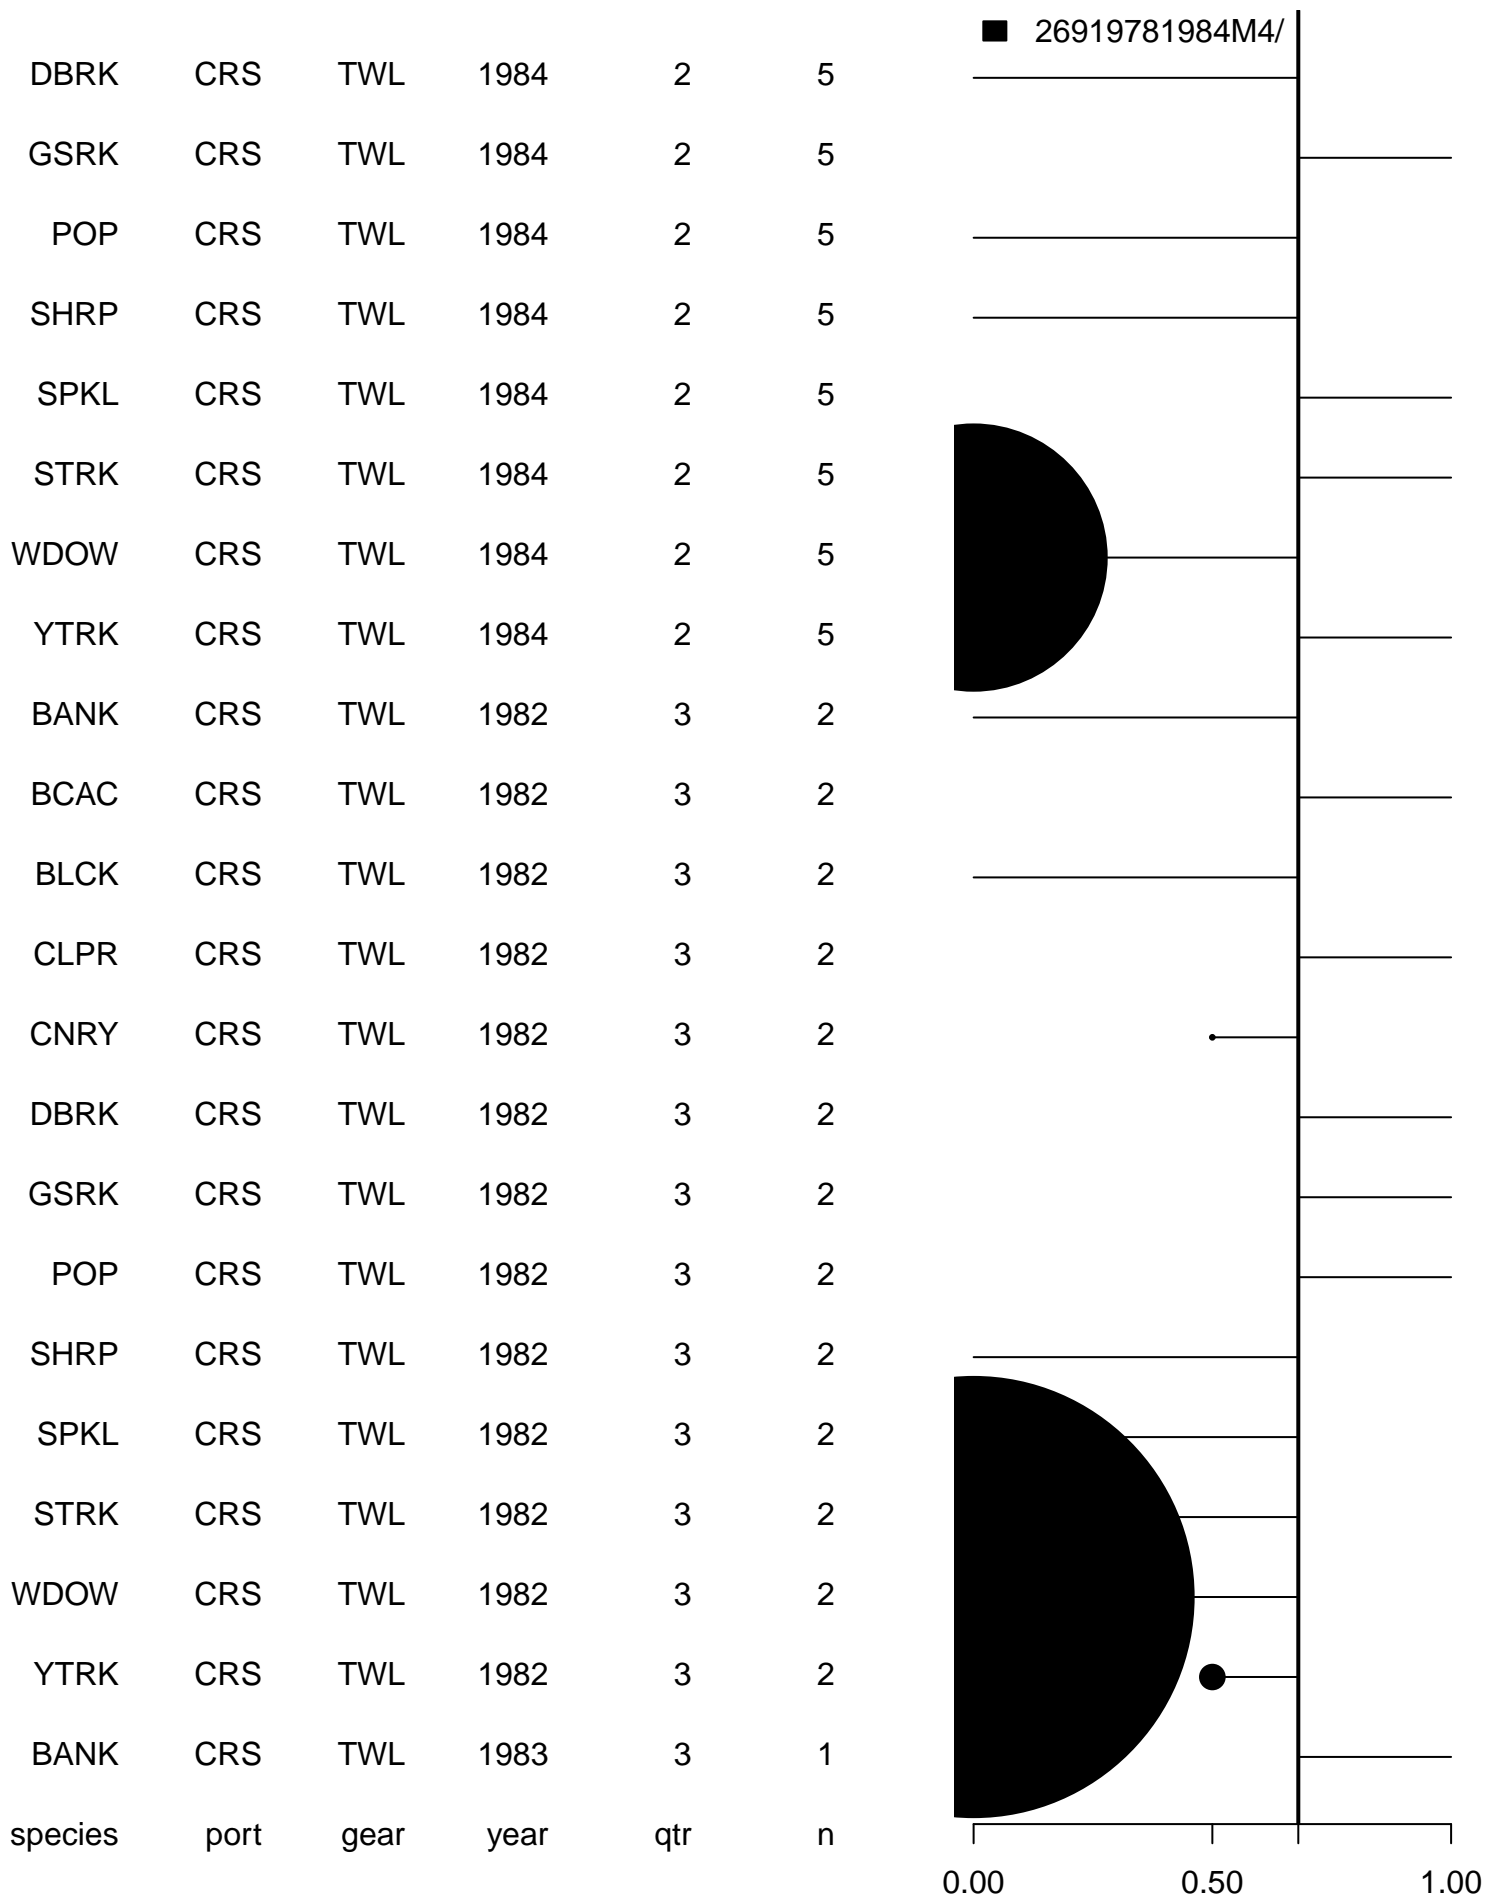 26919781984M4/
DBRK CRS TWL 1984 2 5
GSRK CRS TWL 1984 2 5
POP CRS TWL 1984 2 5
SHRP CRS TWL 1984 2 5
SPKL CRS TWL 1984 2 5
STRK CRS TWL 1984 2 5
WDOW CRS TWL 1984 2 5
YTRK CRS TWL 1984 2 5
BANK CRS TWL 1982 3 2
BCAC CRS TWL 1982 3 2
BLCK CRS TWL 1982 3 2
CLPR CRS TWL 1982 3 2
CNRY CRS TWL 1982 3 2
DBRK CRS TWL 1982 3 2
GSRK CRS TWL 1982 3 2
POP CRS TWL 1982 3 2
SHRP CRS TWL 1982 3 2
SPKL CRS TWL 1982 3 2
STRK CRS TWL 1982 3 2
WDOW CRS TWL 1982 3 2
YTRK CRS TWL 1982 3 2
BANK CRS TWL 1983 3 1
species port gear year qtr n
0.00 0.50 1.00